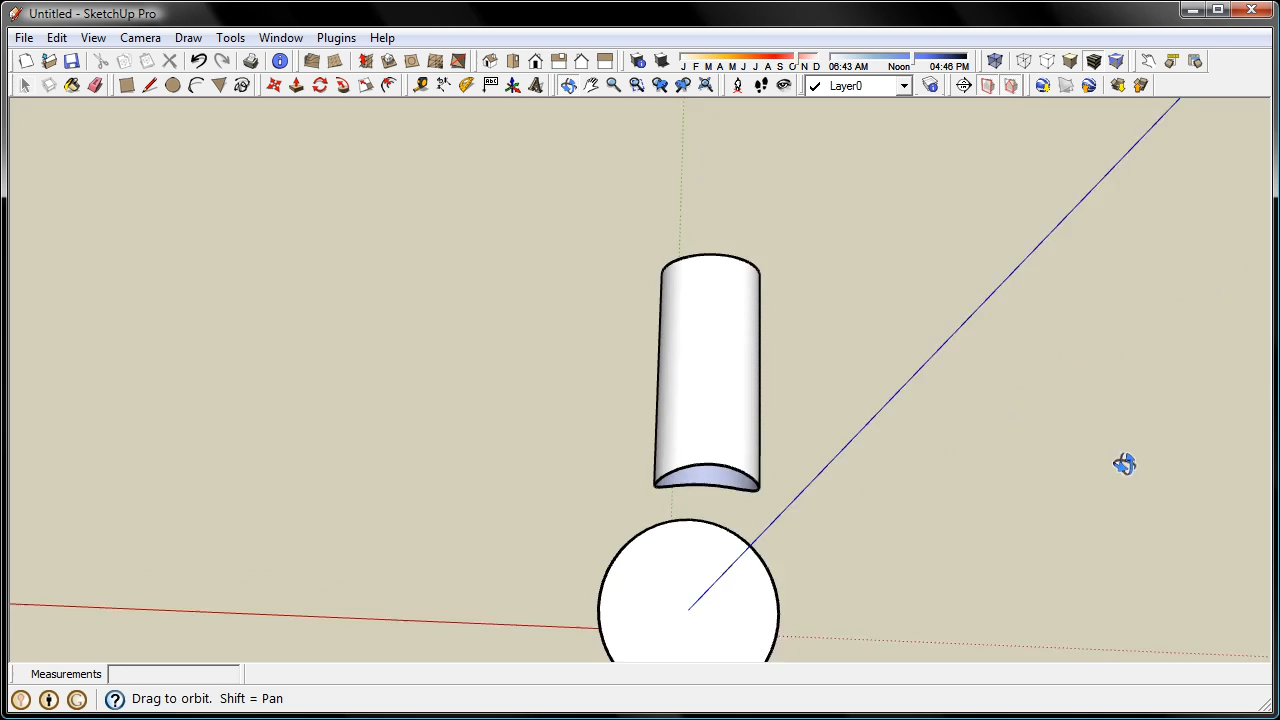 Untitled - SketchUp Pro
File Edit View Camera Draw Tools Window Plugins Help
J F M A M J J A S O N D 06:43 AM Noon 04:46 PM
ABC Layer0
Measurements
Drag to orbit. Shift = Pan